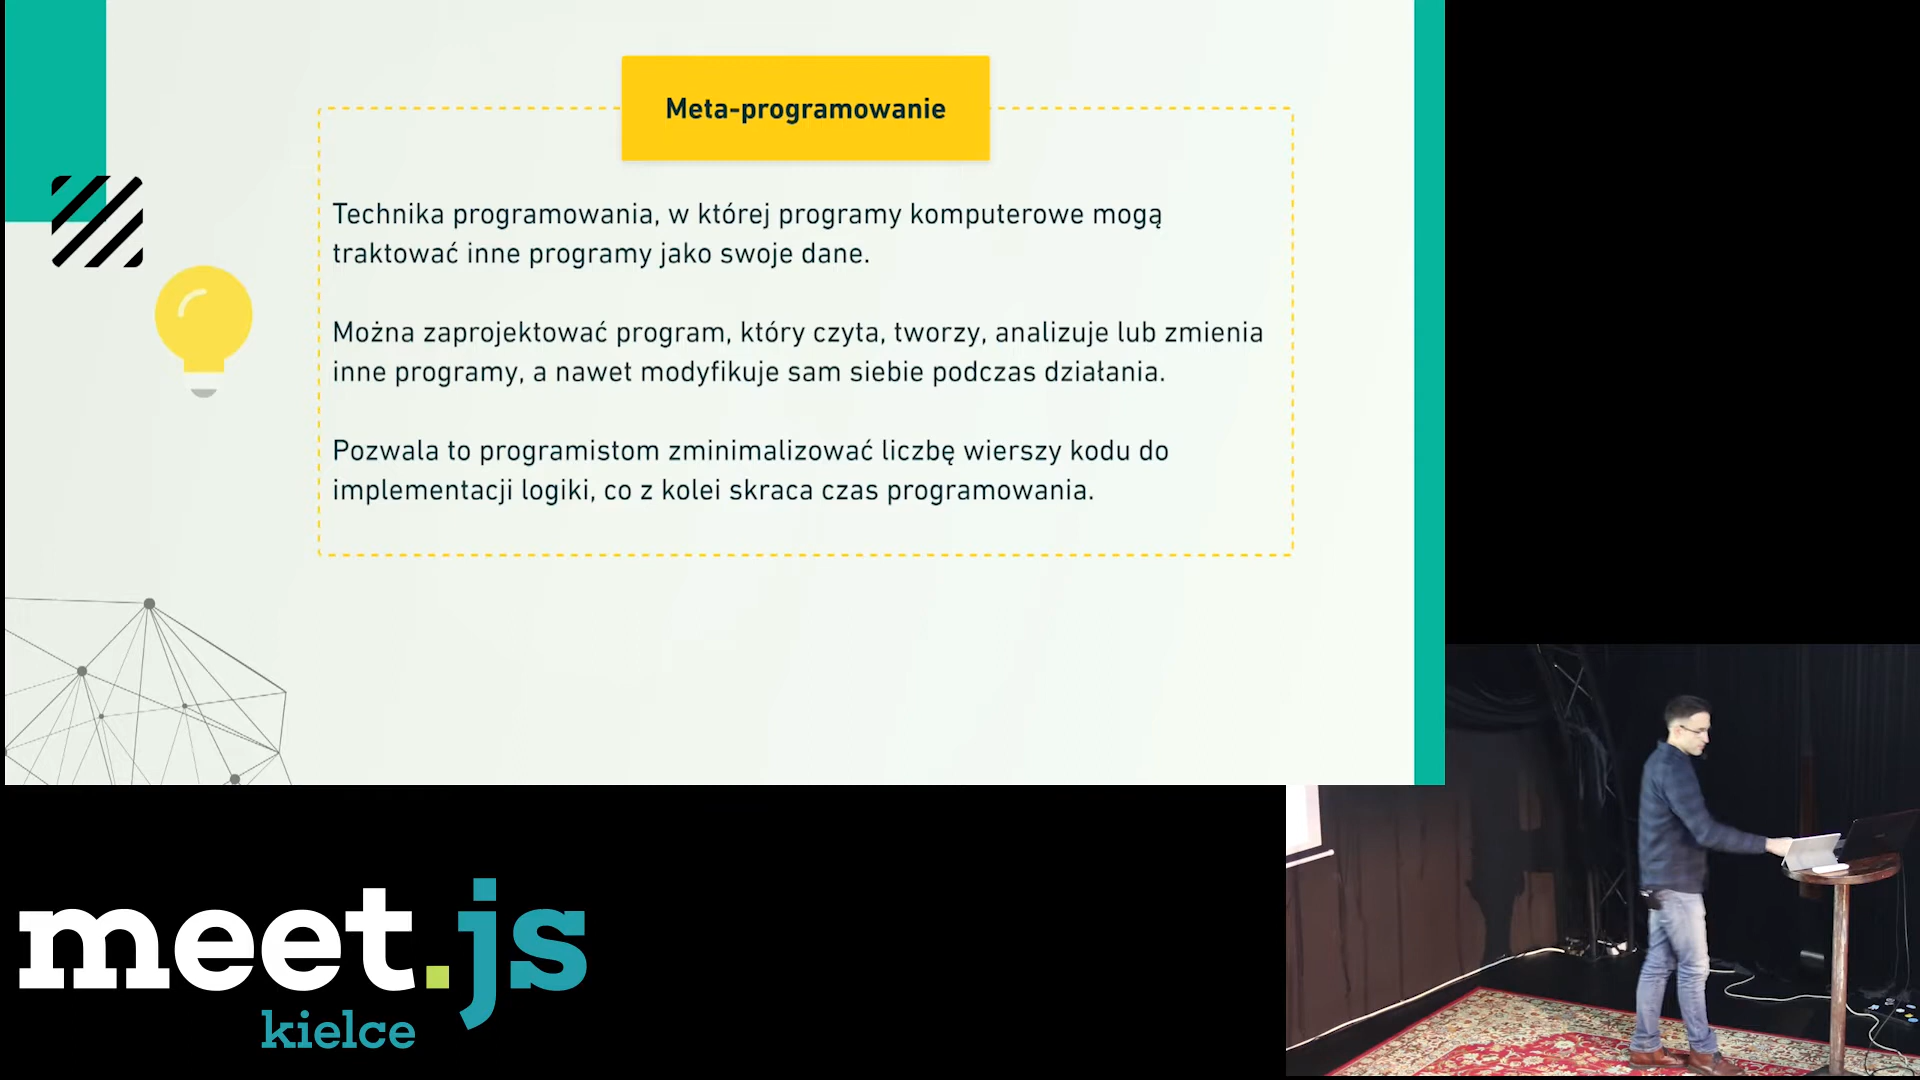 Meta-programowanie
Technika programowania, w której programy komputerowe mogą
traktować inne programy jako swoje dane.
Można zaprojektować program, który czyta, tworzy, analizuje lub zmienia
inne programy, a nawet modyfikuje sam siebie podczas działania.
Pozwala to programistom zminimalizować liczbę wierszy kodu do
implementacji logiki, co z kolei skraca czas programowania.
meet.js
kielce